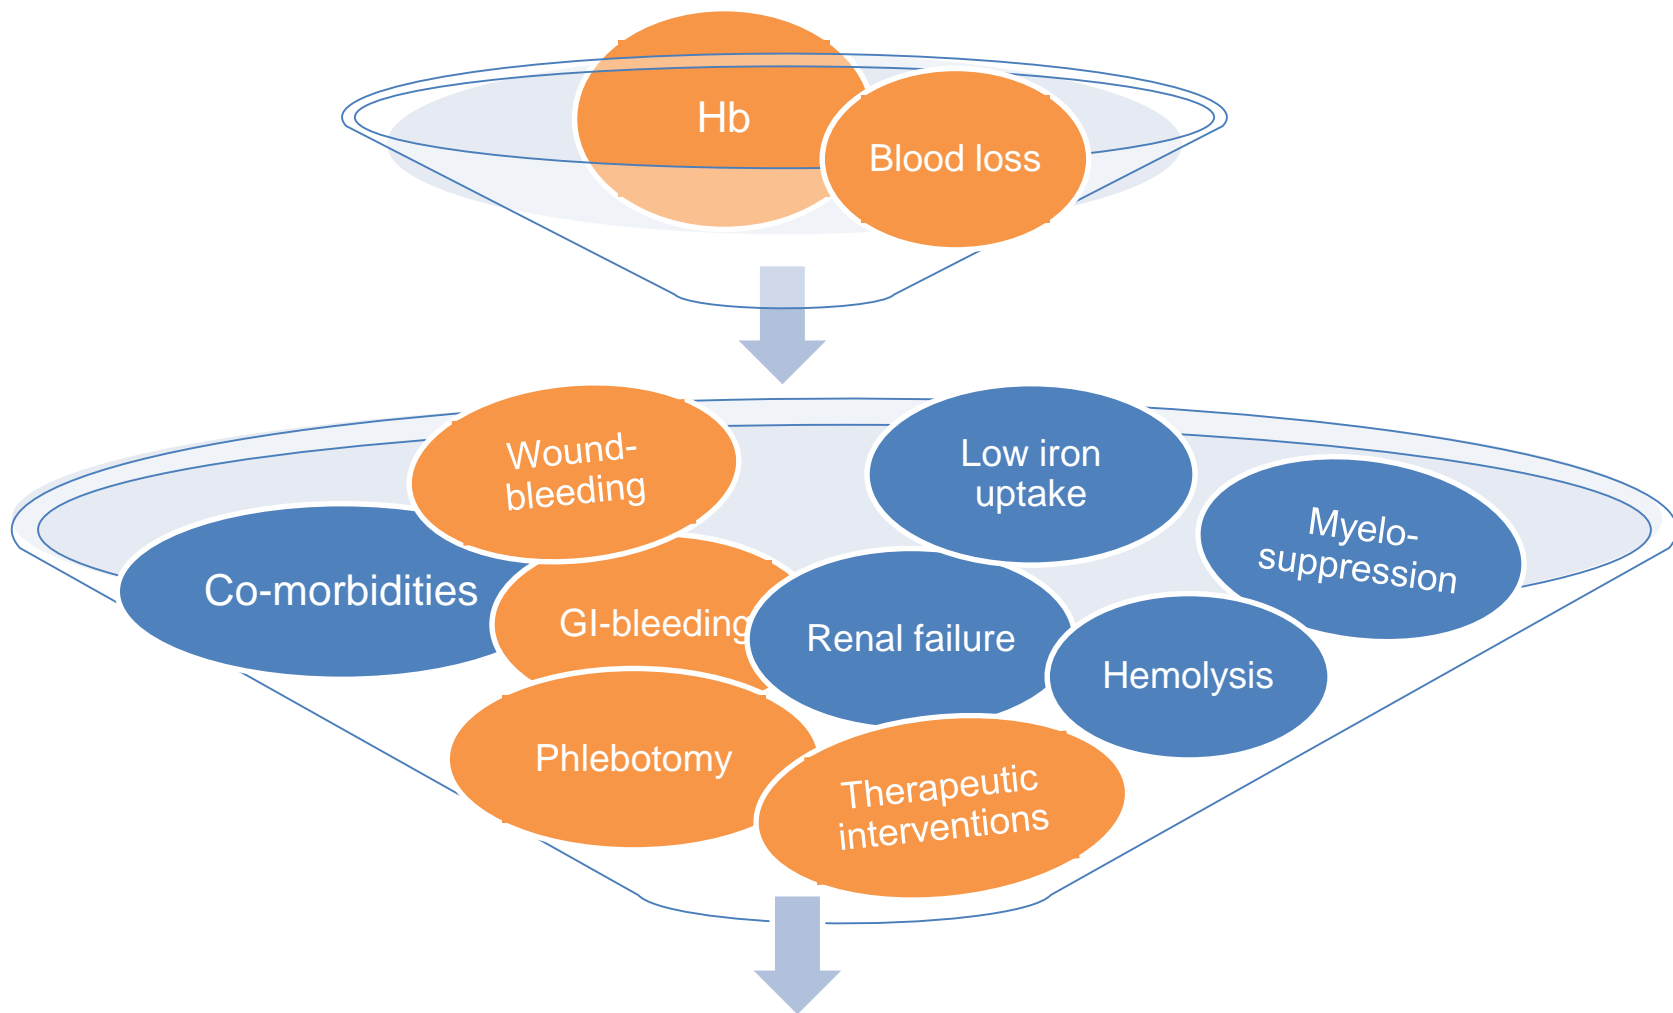 Hb
Blood loss
Wound-
bleeding
Low iron
uptake
Myelo-
suppression
Co-morbidities
GI-bleeding
Renal failure
Hemolysis
Phlebotomy
Therapeutic
interventions